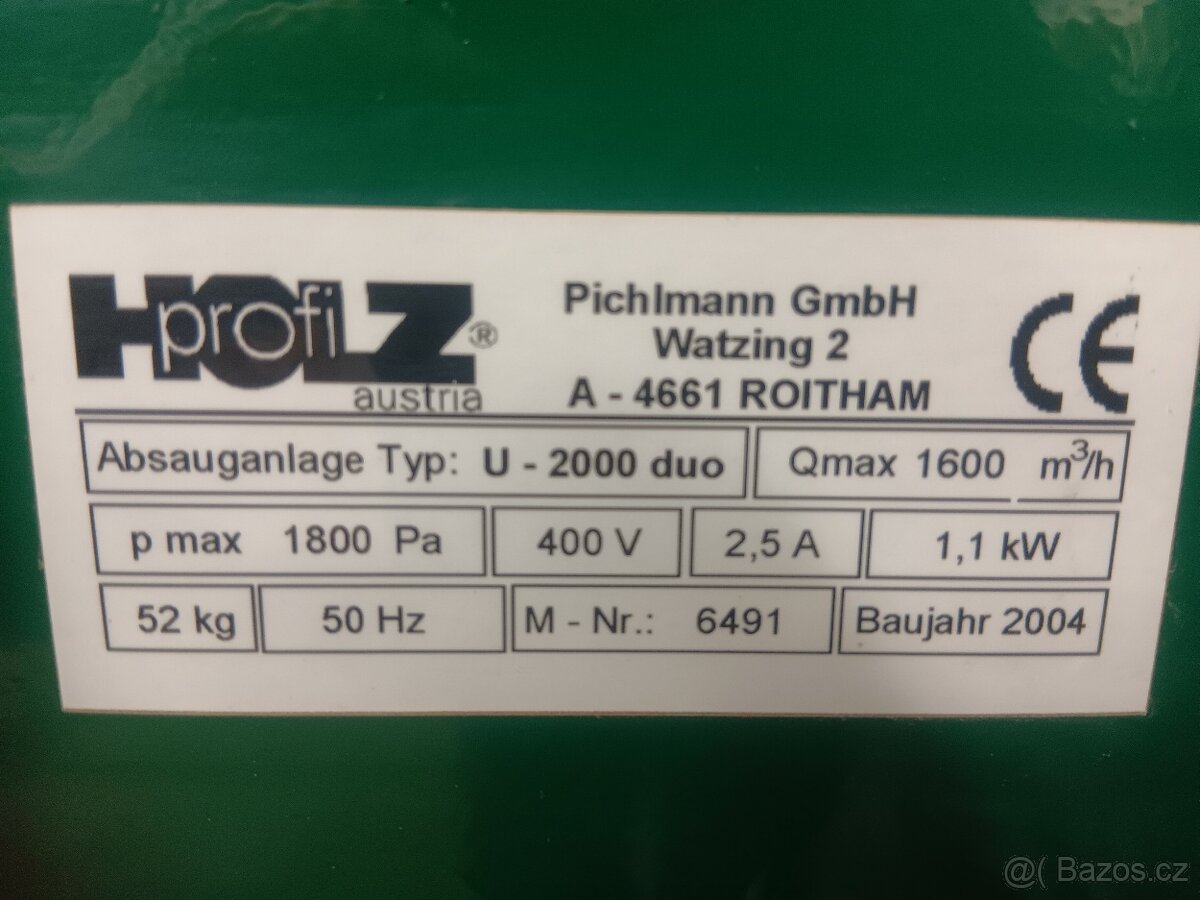 HOLZ profi ®
austria
Pichlmann GmbH
Watzing 2
A - 4661 ROITHAM
CE
Absauganlage Typ: U - 2000 duo
Qmax 1600 m³/h
p max 1800 Pa
400 V
2,5 A
1,1 kW
52 kg
50 Hz
M - Nr.: 6491
Baujahr 2004
@( Bazos.cz